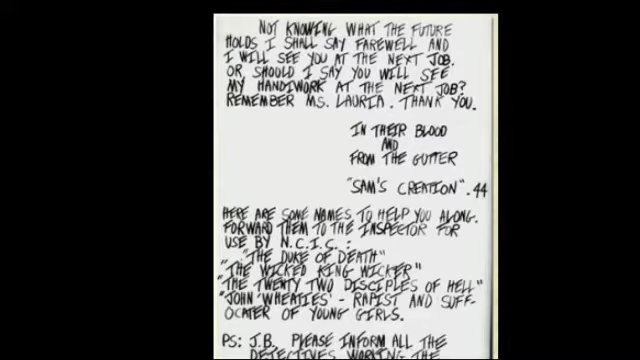 NOT KNOWING WHAT THE FUTURE
HOLDS I SHALL SAY FAREWELL AND
I WILL SEE YOU AT THE NEXT JOB.
OR, SHOULD I SAY YOU WILL SEE
MY HANDIWORK AT THE NEXT JOB?
REMEMBER MS. LAURIA. THANK YOU.
IN THEIR BLOOD
AND
FROM THE GUTTER
"SAM'S CREATION" .44
HERE ARE SOME NAMES TO HELP YOU ALONG.
FORWARD THEM TO THE INSPECTOR FOR
USE BY N.C.I.C.:
"THE DUKE OF DEATH"
"THE WICKED KING WICKER"
"THE TWENTY TWO DISCIPLES OF HELL"
"JOHN 'WHEATIES' - RAPIST AND SUFF-
OCATER OF YOUNG GIRLS.
PS: J.B. PLEASE INFORM ALL THE
DETECTIVES WORKING THE